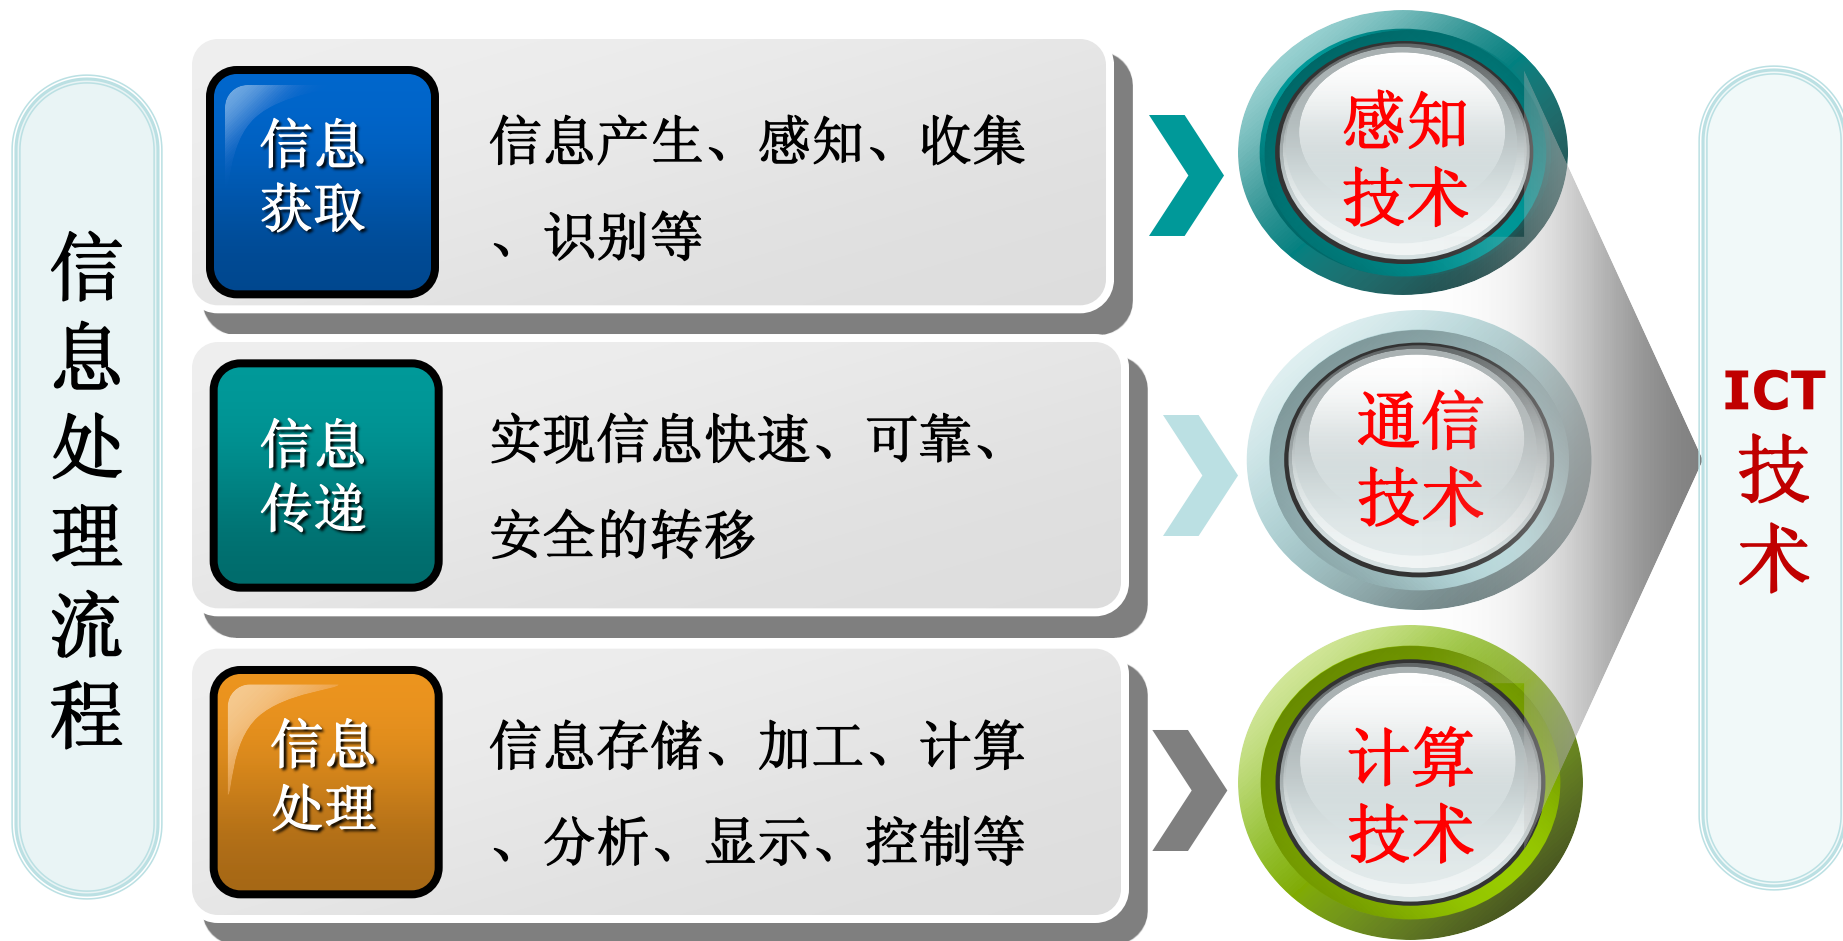 信息处理流程
信息
获取
信息产生、感知、收集
、识别等
感知
技术
信息
传递
实现信息快速、可靠、
安全的转移
通信
技术
信息
处理
信息存储、加工、计算
、分析、显示、控制等
计算
技术
ICT
技
术